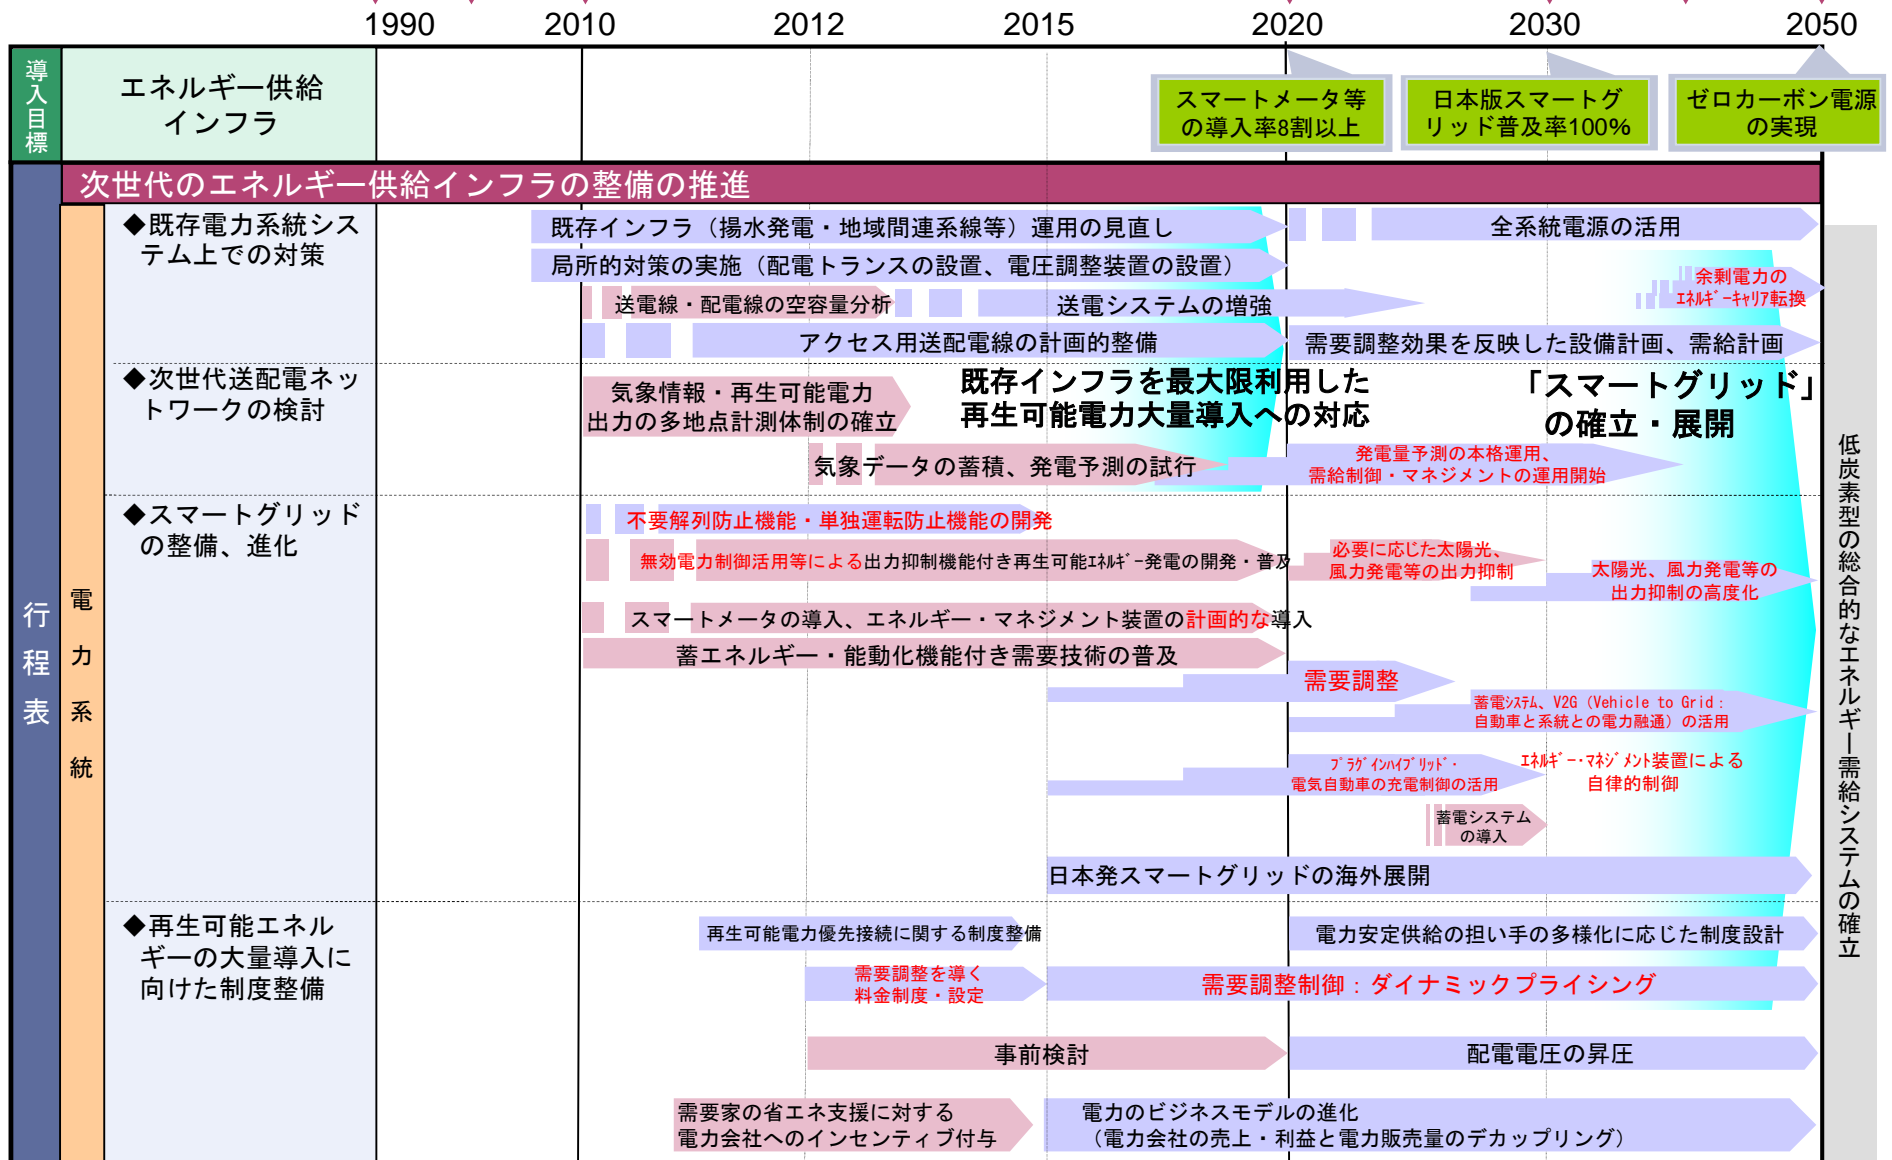 1990 2010 2012 2015 2020 2030 2050
導入目標
エネルギー供給
インフラ
スマートメータ等
の導入率8割以上
日本版スマートグ
リッド普及率100%
ゼロカーボン電源
の実現
行程表
次世代のエネルギー供給インフラの整備の推進
電力系統
◆既存電力系統シス
テム上での対策
既存インフラ（揚水発電・地域間連系線等）運用の見直し
全系統電源の活用
局所的対策の実施（配電トランスの設置、電圧調整装置の設置）
余剰電力の
ｴﾈﾙｷﾞｰｷｬﾘｱ転換
送電線・配電線の空容量分析
送電システムの増強
アクセス用送配電線の計画的整備
需要調整効果を反映した設備計画、需給計画
◆次世代送配電ネッ
トワークの検討
気象情報・再生可能電力
出力の多地点計測体制の確立
既存インフラを最大限利用した
再生可能電力大量導入への対応
「スマートグリッド」
の確立・展開
気象データの蓄積、発電予測の試行
発電量予測の本格運用、
需給制御・マネジメントの運用開始
◆スマートグリッド
の整備、進化
不要解列防止機能・単独運転防止機能の開発
無効電力制御活用等による出力抑制機能付き再生可能ｴﾈﾙｷﾞｰ発電の開発・普及
必要に応じた太陽光、
風力発電等の出力抑制
太陽光、風力発電等の
出力抑制の高度化
スマートメータの導入、エネルギー・マネジメント装置の計画的な導入
蓄エネルギー・能動化機能付き需要技術の普及
需要調整
蓄電ｼｽﾃﾑ、V2G（Vehicle to Grid：
自動車と系統との電力融通）の活用
ﾌﾟﾗｸﾞｲﾝﾊｲﾌﾞﾘｯﾄﾞ・
電気自動車の充電制御の活用
ｴﾈﾙｷﾞｰ・ﾏﾈｼﾞﾒﾝﾄ装置による
自律的制御
蓄電システム
の導入
日本発スマートグリッドの海外展開
◆再生可能エネル
ギーの大量導入に
向けた制度整備
再生可能電力優先接続に関する制度整備
電力安定供給の担い手の多様化に応じた制度設計
需要調整を導く
料金制度・設定
需要調整制御：ダイナミックプライシング
事前検討
配電電圧の昇圧
需要家の省エネ支援に対する
電力会社へのインセンティブ付与
電力のビジネスモデルの進化
（電力会社の売上・利益と電力販売量のデカップリング）
低炭素型の総合的なエネルギー需給システムの確立